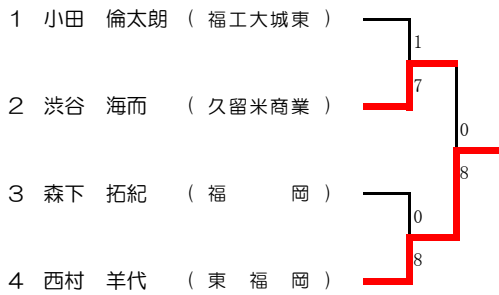 1 小田 倫太朗 ( 福工大城東 )
1
7
2 渋谷 海而 ( 久留米商業 )
0
8
3 森下 拓紀 ( 福 岡 )
0
8
4 西村 羊代 ( 東 福 岡 )